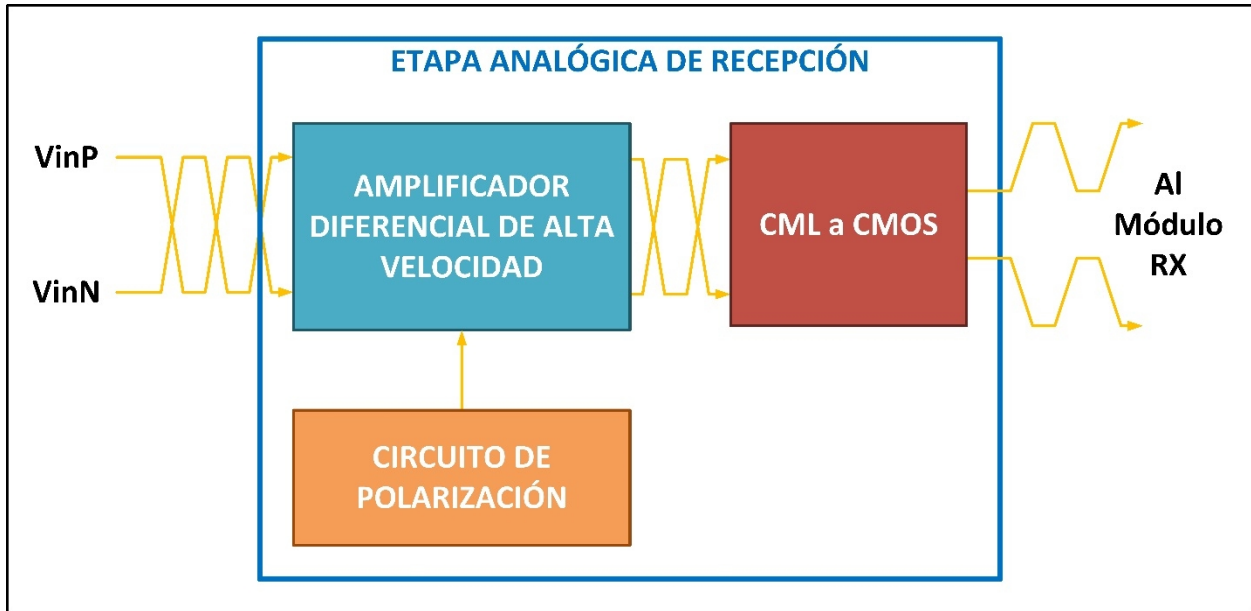 ETAPA ANALÓGICA DE RECEPCIÓN
VinP
VinN
AMPLIFICADOR
DIFERENCIAL DE ALTA
VELOCIDAD
CML a CMOS
Al
Módulo
RX
CIRCUITO DE
POLARIZACIÓN